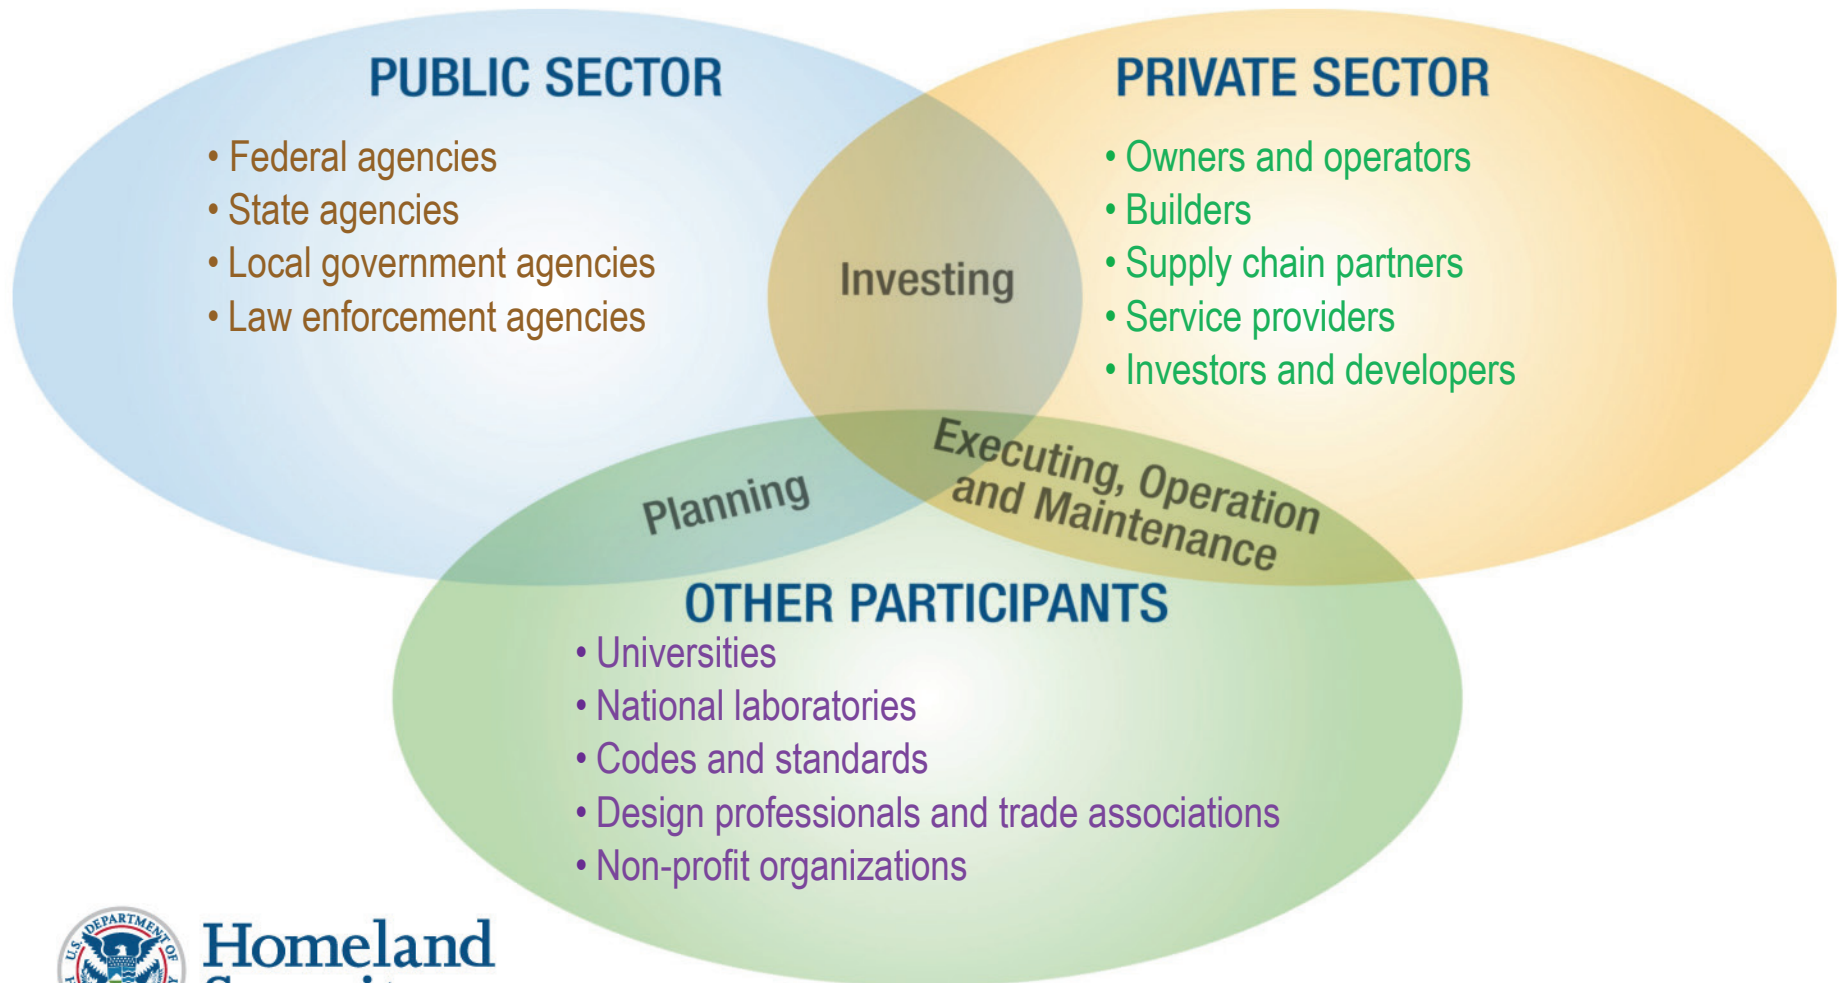 PUBLIC SECTOR
• Federal agencies
• State agencies
• Local government agencies
• Law enforcement agencies
PRIVATE SECTOR
• Owners and operators
• Builders
• Supply chain partners
• Service providers
• Investors and developers
Investing
Planning
Executing, Operation
and Maintenance
OTHER PARTICIPANTS
• Universities
• National laboratories
• Codes and standards
• Design professionals and trade associations
• Non-profit organizations
U.S. DEPARTMENT OF
Homeland